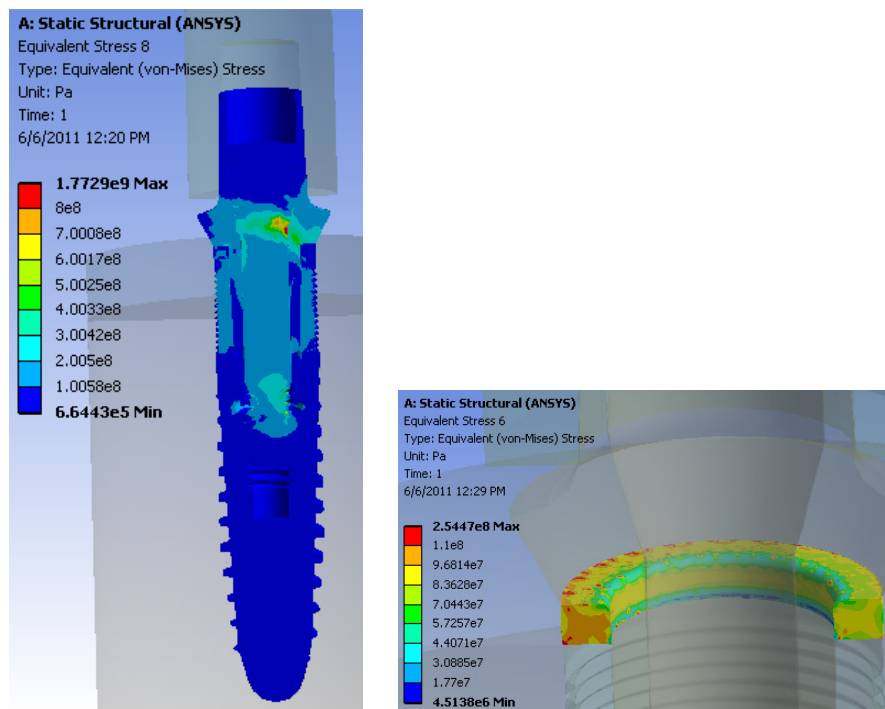 A: Static Structural (ANSYS)
Equivalent Stress 8
Type: Equivalent (von-Mises) Stress
Unit: Pa
Time: 1
6/6/2011 12:20 PM
1.7729e9 Max
8e8
7.0008e8
6.0017e8
5.0025e8
4.0033e8
3.0042e8
2.005e8
1.0058e8
6.6443e5 Min
A: Static Structural (ANSYS)
Equivalent Stress 6
Type: Equivalent (von-Mises) Stress
Unit: Pa
Time: 1
6/6/2011 12:29 PM
2.5447e8 Max
1.1e8
9.6814e7
8.3628e7
7.0443e7
5.7257e7
4.4071e7
3.0885e7
1.77e7
4.5138e6 Min